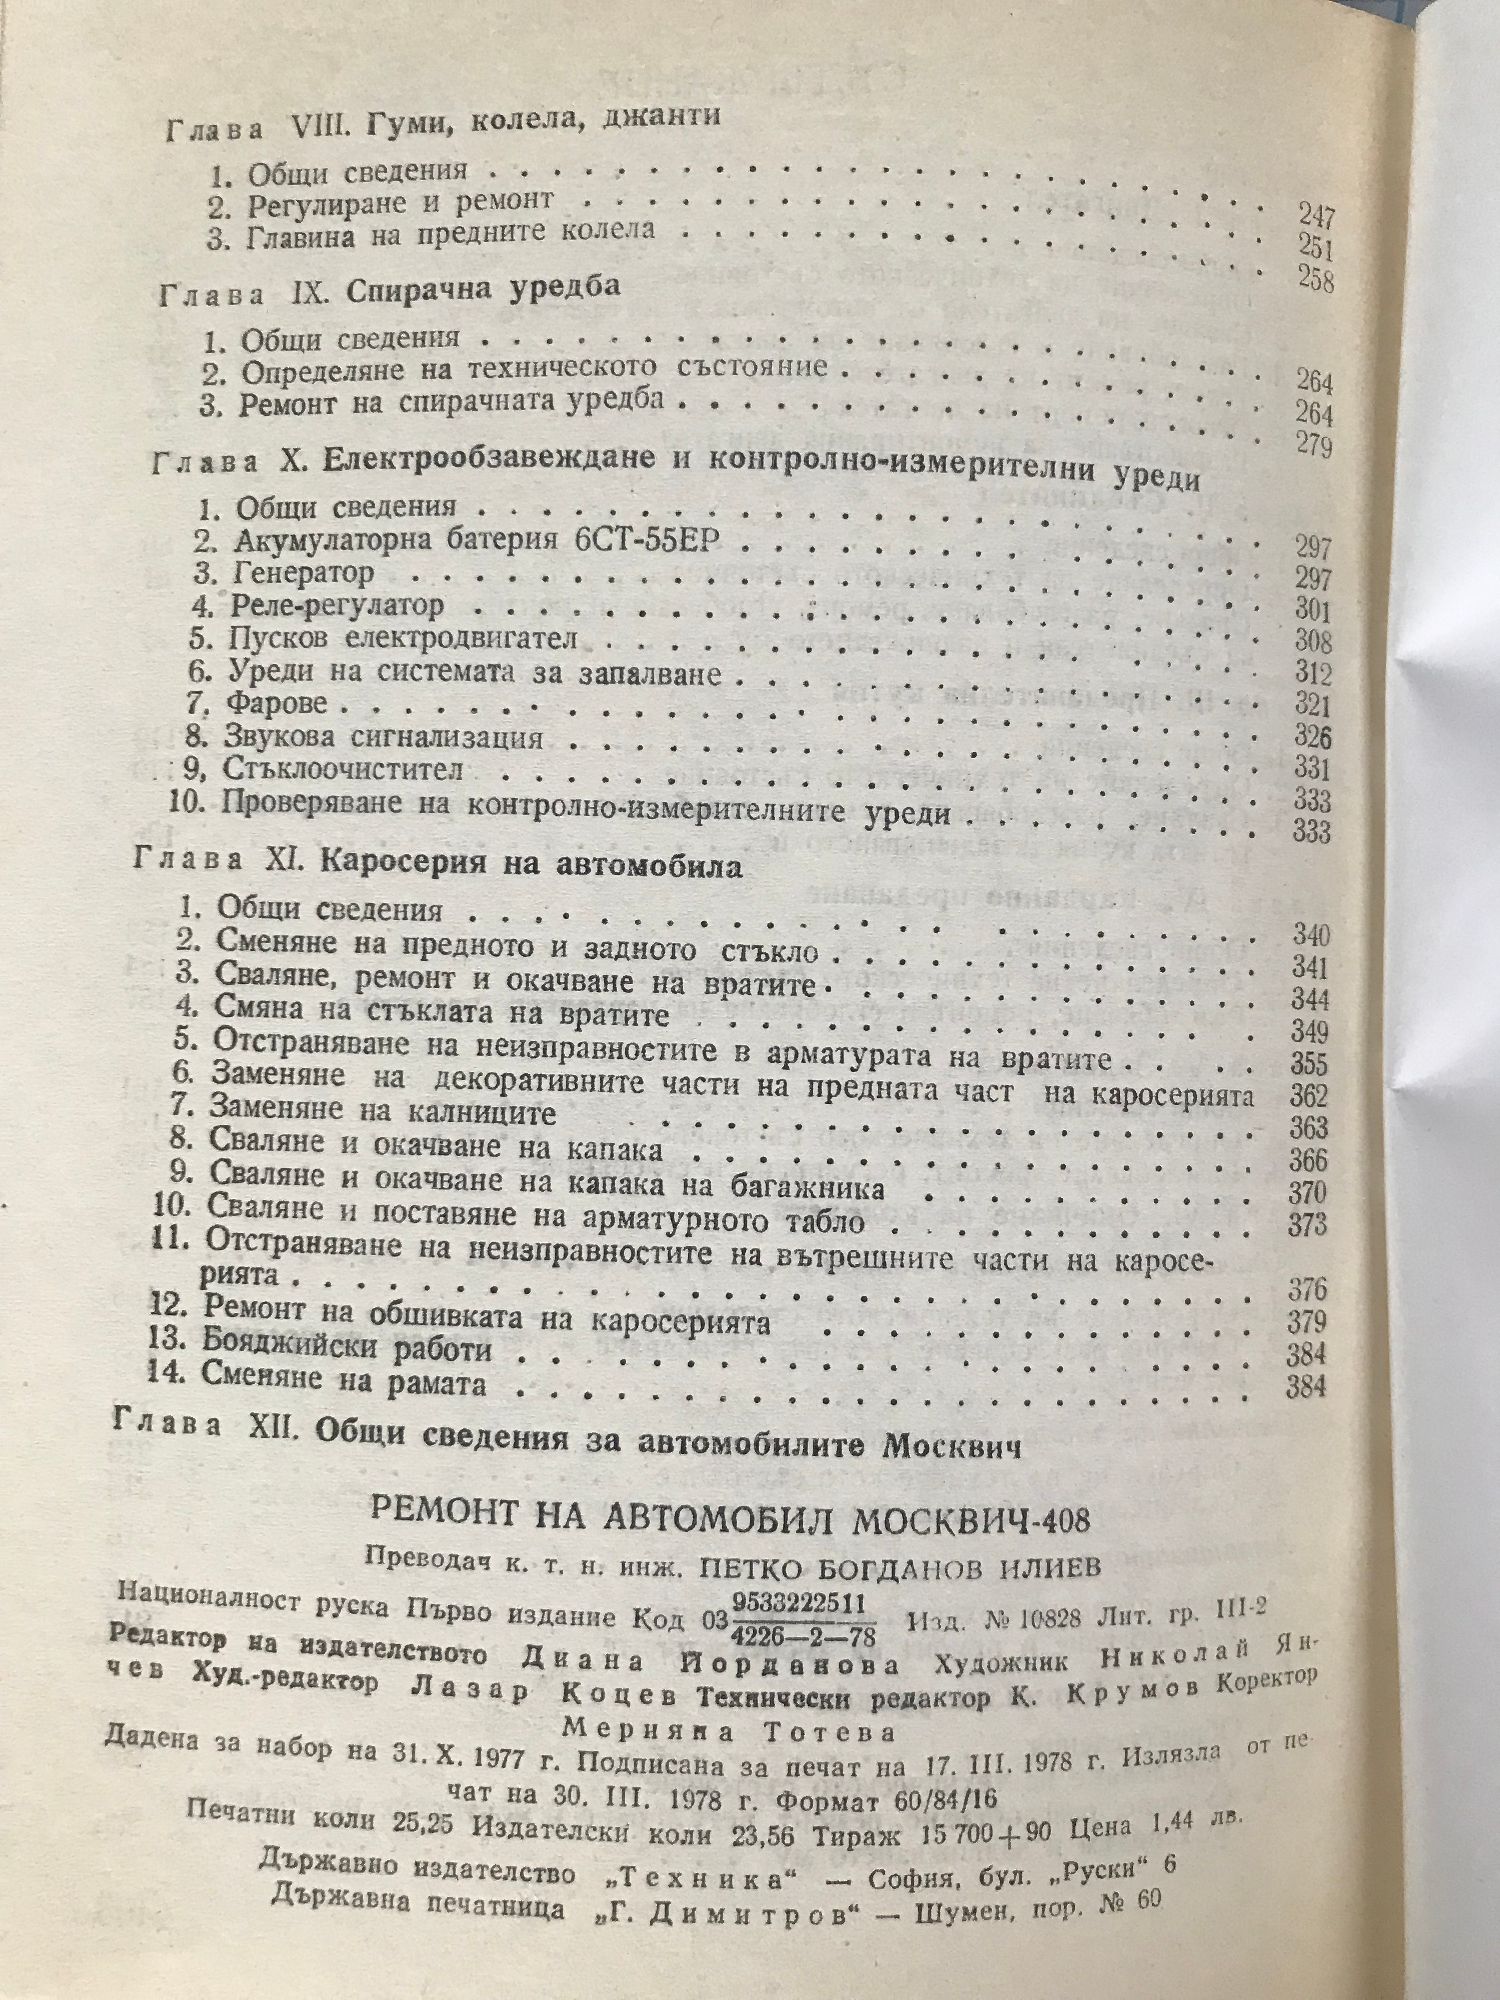 Глава VIII. Гуми, колела, джанти
1. Общи сведения . . . 247
2. Регулиране и ремонт . . . 251
3. Главина на предните колела . . . 258
Глава IX. Спирачна уредба
1. Общи сведения . . . 264
2. Определяне на техническото състояние . . . 264
3. Ремонт на спирачната уредба . . . 279
Глава X. Електрообзавеждане и контролно-измерителни уреди
1. Общи сведения . . . 297
2. Акумулаторна батерия 6СТ-55ЕР . . . 297
3. Генератор . . . 301
4. Реле-регулатор . . . 308
5. Пусков електродвигател . . . 312
6. Уреди на системата за запалване . . . 321
7. Фарове . . . 326
8. Звукова сигнализация . . . 331
9, Стъклоочистител . . . 333
10. Проверяване на контролно-измерителните уреди . . . 333
Глава XI. Каросерия на автомобила
1. Общи сведения . . . 340
2. Сменяне на предното и задното стъкло . . . 341
3. Сваляне, ремонт и окачване на вратите . . . 344
4. Смяна на стъклата на вратите . . . 349
5. Отстраняване на неизправностите в арматурата на вратите . . . 355
6. Заменяне на декоративните части на предната част на каросерията 362
7. Заменяне на калниците . . . 363
8. Сваляне и окачване на капака . . . 366
9. Сваляне и окачване на капака на багажника . . . 370
10. Сваляне и поставяне на арматурното табло . . . 373
11. Отстраняване на неизправностите на вътрешните части на каросе-
рията . . . 376
12. Ремонт на обшивката на каросерията . . . 379
13. Бояджийски работи . . . 384
14. Сменяне на рамата . . . 384
Глава XII. Общи сведения за автомобилите Москвич
РЕМОНТ НА АВТОМОБИЛ МОСКВИЧ-408
Преводач к. т. н. инж. ПЕТКО БОГДАНОВ ИЛИЕВ
Националност руска Първо издание Код 03 9533222511/4226—2—78 Изд. № 10828 Лит. гр. III-2
Редактор на издателството Диана Йорданова Художник Николай Ян-
чев Худ.-редактор Лазар Коцев Технически редактор К. Крумов Коректор
Мерияна Тотева
Дадена за набор на 31. X. 1977 г. Подписана за печат на 17. III. 1978 г. Излязла от пе-
чат на 30. III. 1978 г. Формат 60/84/16
Печатни коли 25,25 Издателски коли 23,56 Тираж 15 700+90 Цена 1,44 лв.
Държавно издателство „Техника“ — София, бул. „Руски“ 6
Държавна печатница „Г. Димитров“ — Шумен, пор. № 60